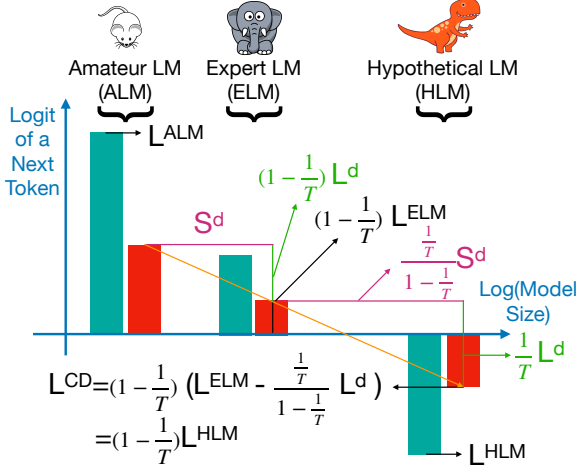 Amateur LM
(ALM)
Expert LM
(ELM)
Hypothetical LM
(HLM)
Logit
of a
Next
Token
L^ALM
(1 − 1/T) L^d
(1 − 1/T) L^ELM
S^d
(1/T)/(1 − 1/T) S^d
Log(Model
Size)
1/T L^d
L^CD=(1 − 1/T) (L^ELM - (1/T)/(1 − 1/T) L^d )
=(1 − 1/T)L^HLM
L^HLM